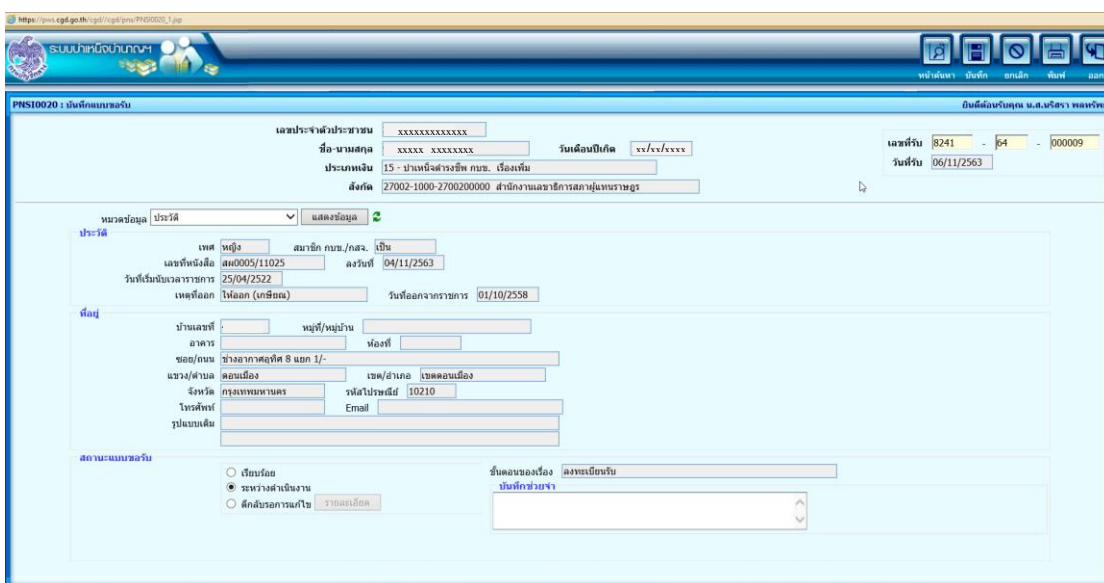 https://pws.cgd.go.th/cgd//cgd/pns/PNSI0020_1.jsp
ระบบบำเหน็จบำนาญฯ
หน้าค้นหา บันทึก ยกเลิก พิมพ์
PNSI0020 : บันทึกแบบขอรับ ยินดีต้อนรับคุณ น.ส.นริสรา
เลขประจำตัวประชาชน xxxxxxxxxxxxx เลขที่รับ 8241 - 64 - 000009
ชื่อ-นามสกุล xxxxx xxxxxxxx วันเดือนปีเกิด xx/xx/xxxx
วันที่รับ 06/11/2563
ประเภทเงิน 15 - บำเหน็จดำรงชีพ กบข. เรื่องเพิ่ม
สังกัด 27002-1000-2700200000 สำนักงานเลขาธิการสภาผู้แทนราษฎร
หมวดข้อมูล ประวัติ แสดงข้อมูล
ประวัติ
เพศ หญิง สมาชิก กบข./กสจ. เป็น
เลขที่หนังสือ สผ0005/11025 ลงวันที่ 04/11/2563
วันที่เริ่มนับเวลาราชการ 25/04/2522
เหตุที่ออก ให้ออก (เกษียณ) วันที่ออกจากราชการ 01/10/2558
ที่อยู่
บ้านเลขที่ - หมู่ที่/หมู่บ้าน
อาคาร ห้องที่
ซอย/ถนน ช่างอากาศอุทิศ 8 แยก 1/-
แขวง/ตำบล ดอนเมือง เขต/อำเภอ เขตดอนเมือง
จังหวัด กรุงเทพมหานคร รหัสไปรษณีย์ 10210
โทรศัพท์ Email
รูปแบบเดิม
สถานะแบบขอรับ
เรียบร้อย ขั้นตอนของเรื่อง ลงทะเบียนรับ
ระหว่างดำเนินงาน บันทึกช่วยจำ
ตีกลับรอการแก้ไข รายละเอียด